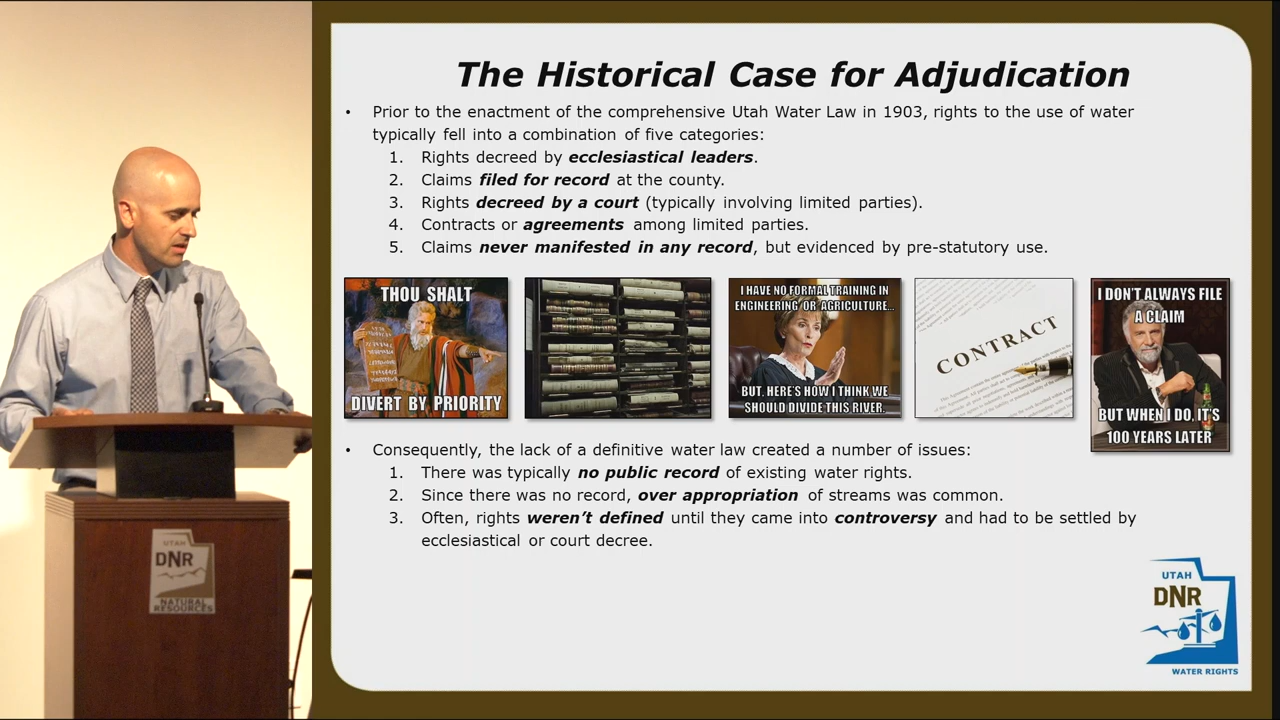 The Historical Case for Adjudication
• Prior to the enactment of the comprehensive Utah Water Law in 1903, rights to the use of water
typically fell into a combination of five categories:
1. Rights decreed by ecclesiastical leaders.
2. Claims filed for record at the county.
3. Rights decreed by a court (typically involving limited parties).
4. Contracts or agreements among limited parties.
5. Claims never manifested in any record, but evidenced by pre-statutory use.
THOU SHALT
DIVERT BY PRIORITY
I HAVE NO FORMAL TRAINING IN
ENGINEERING OR AGRICULTURE...
BUT, HERE'S HOW I THINK WE
SHOULD DIVIDE THIS RIVER.
CONTRACT
I DON'T ALWAYS FILE
A CLAIM
BUT WHEN I DO, IT'S
100 YEARS LATER
• Consequently, the lack of a definitive water law created a number of issues:
1. There was typically no public record of existing water rights.
2. Since there was no record, over appropriation of streams was common.
3. Often, rights weren’t defined until they came into controversy and had to be settled by
ecclesiastical or court decree.
UTAH
DNR
WATER RIGHTS
UTAH
DNR
NATURAL
RESOURCES